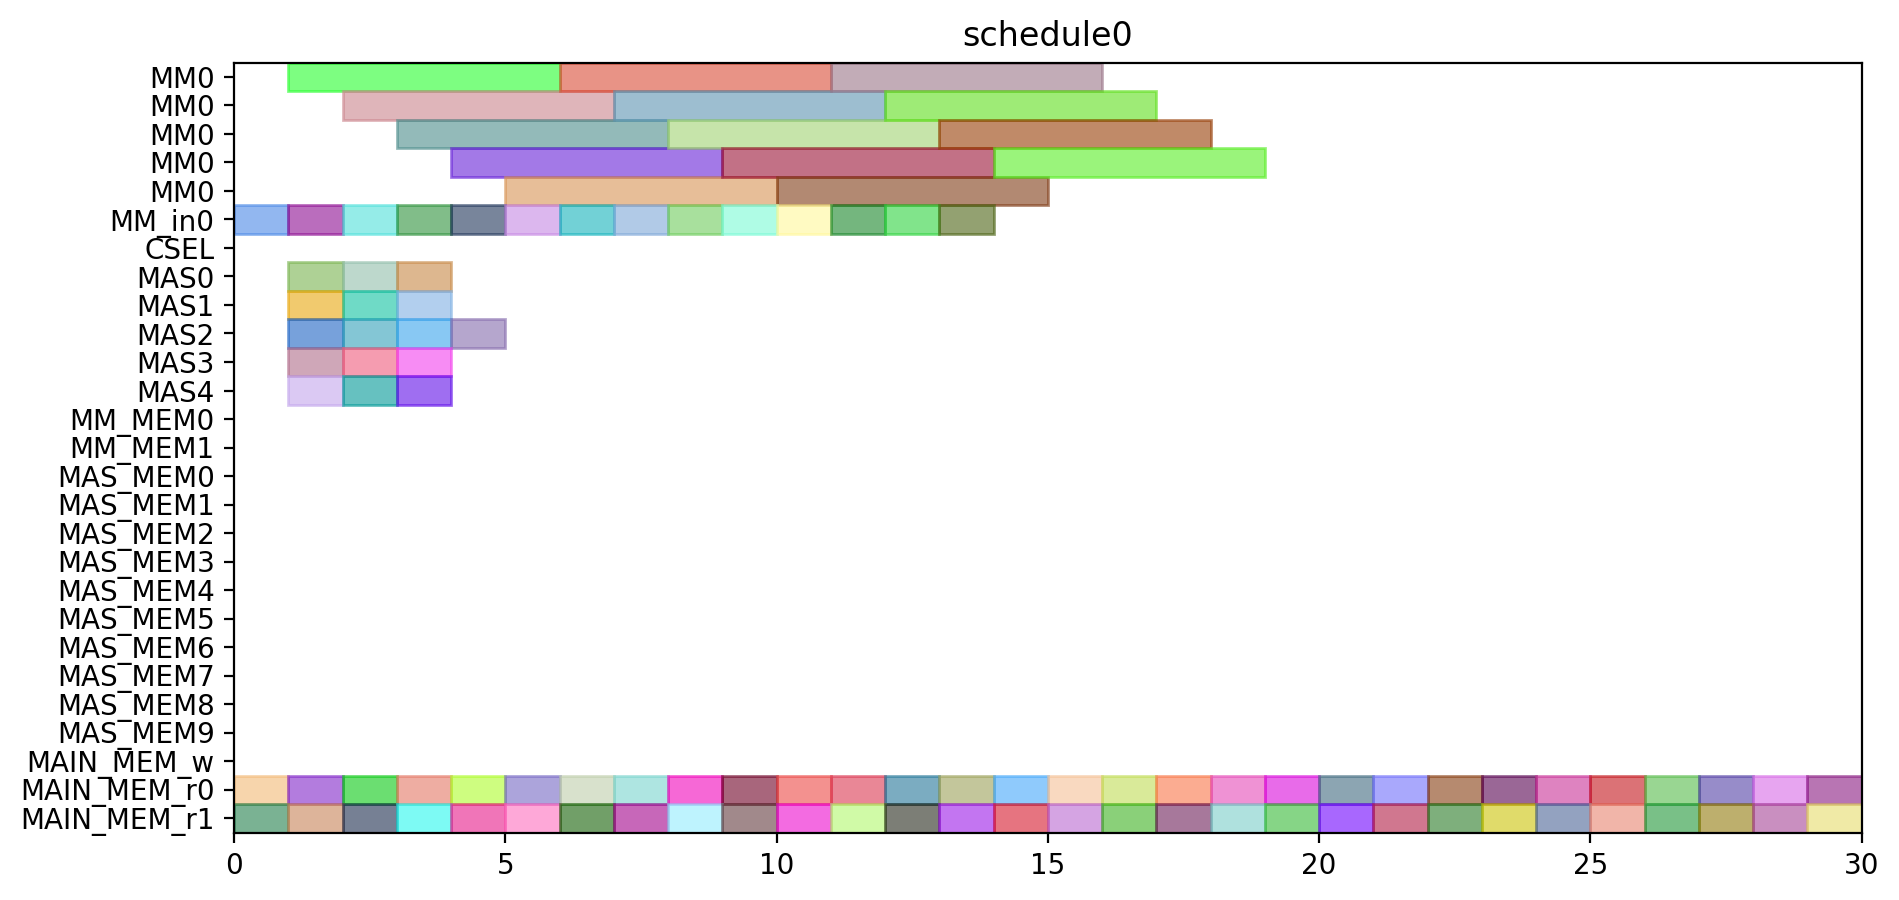 schedule0
MM0
MM0
MM0
MM0
MM0
MM_in0
CSEL
MAS0
MAS1
MAS2
MAS3
MAS4
MM_MEM0
MM_MEM1
MAS_MEM0
MAS_MEM1
MAS_MEM2
MAS_MEM3
MAS_MEM4
MAS_MEM5
MAS_MEM6
MAS_MEM7
MAS_MEM8
MAS_MEM9
MAIN_MEM_w
MAIN_MEM_r0
MAIN_MEM_r1
0 5 10 15 20 25 30